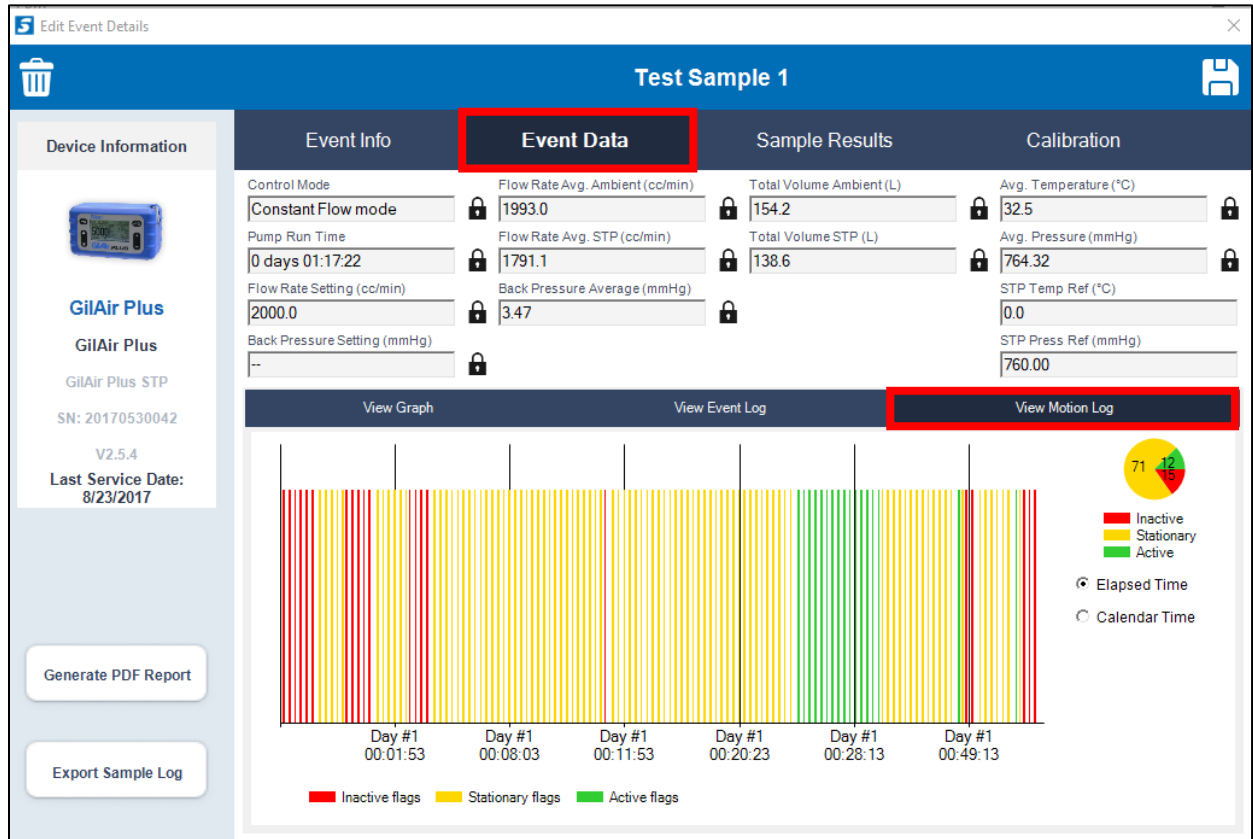 Edit Event Details
Test Sample 1
Device Information
GilAir Plus
GilAir Plus
GilAir Plus STP
SN: 20170530042
V2.5.4
Last Service Date:
8/23/2017
Generate PDF Report
Export Sample Log
Event Info Event Data Sample Results Calibration
Control Mode Flow Rate Avg. Ambient (cc/min) Total Volume Ambient (L) Avg. Temperature (°C)
Constant Flow mode 1993.0 154.2 32.5
Pump Run Time Flow Rate Avg. STP (cc/min) Total Volume STP (L) Avg. Pressure (mmHg)
0 days 01:17:22 1791.1 138.6 764.32
Flow Rate Setting (cc/min) Back Pressure Average (mmHg) STP Temp Ref (°C)
2000.0 3.47 0.0
Back Pressure Setting (mmHg) STP Press Ref (mmHg)
-- 760.00
View Graph View Event Log View Motion Log
71 12
15
Inactive
Stationary
Active
Elapsed Time
Calendar Time
Day #1 Day #1 Day #1 Day #1 Day #1 Day #1
00:01:53 00:08:03 00:11:53 00:20:23 00:28:13 00:49:13
Inactive flags Stationary flags Active flags